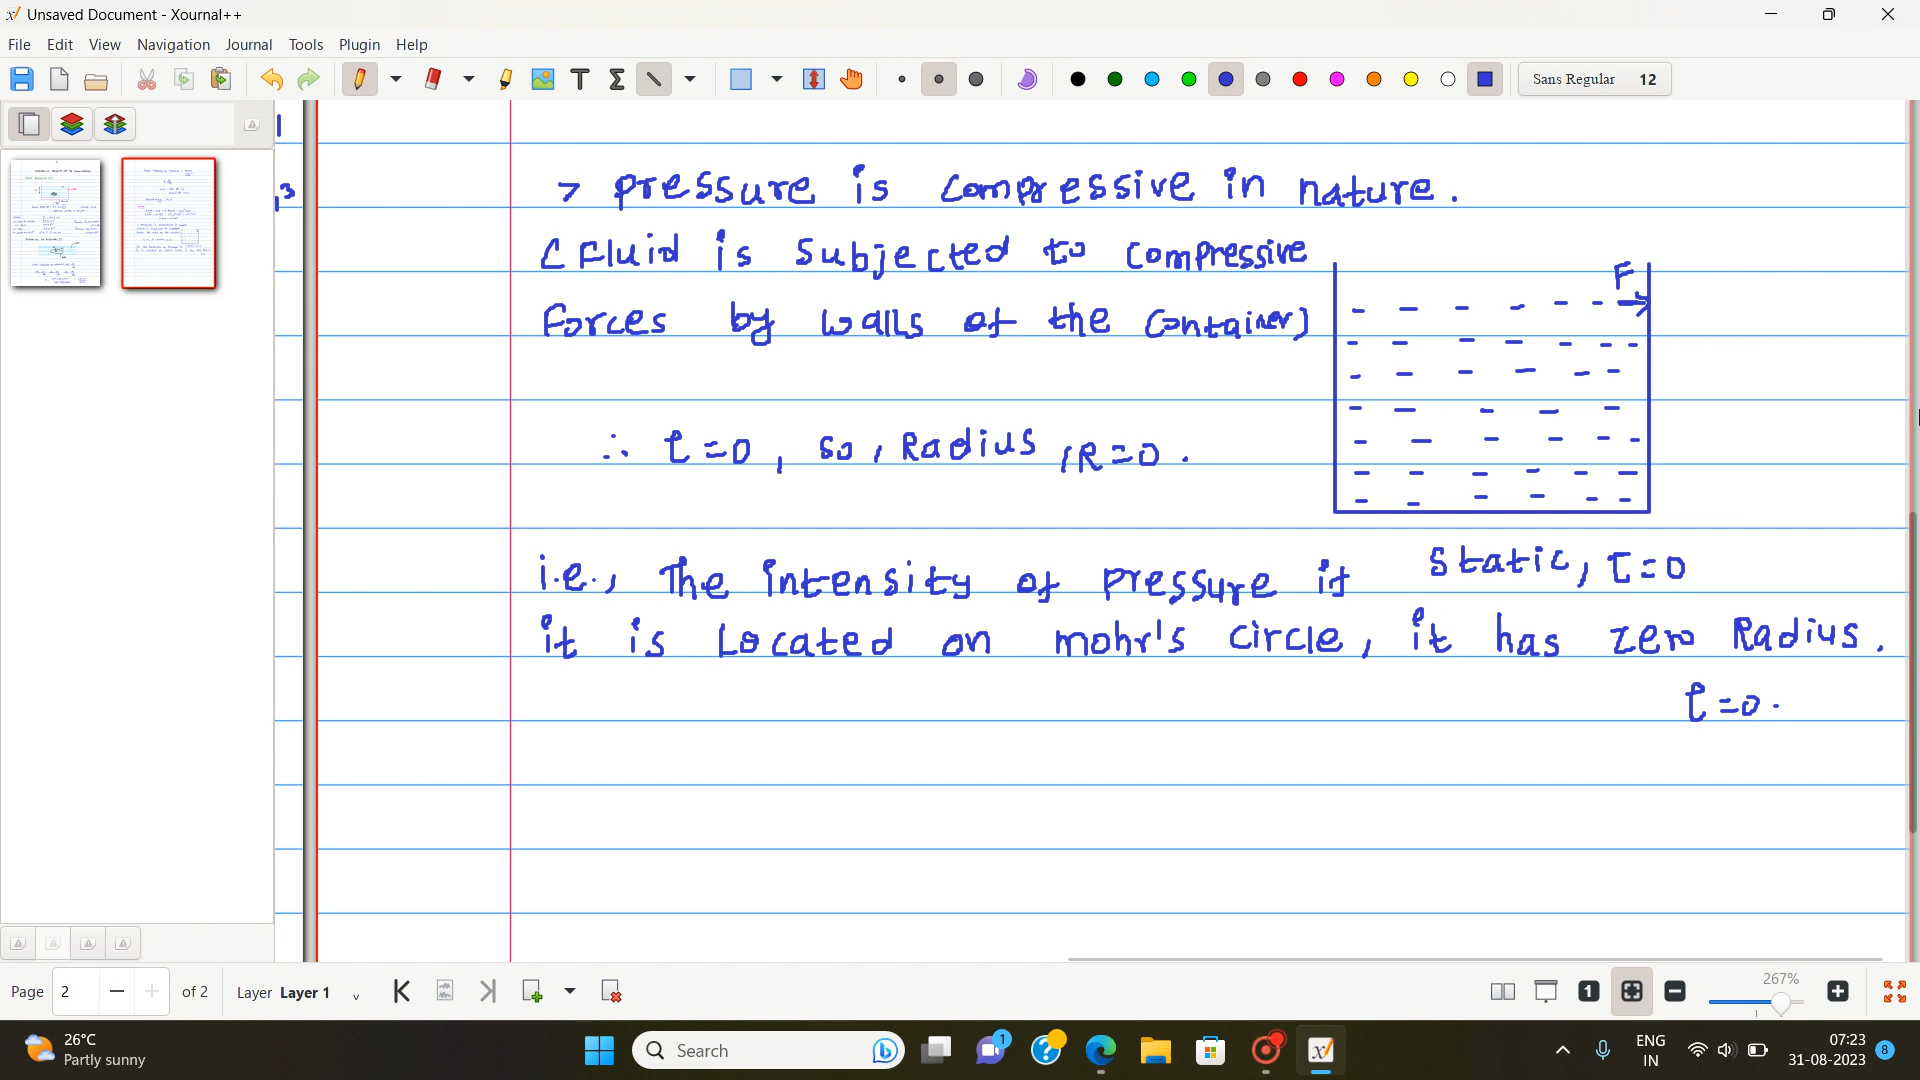 Unsaved Document - Xournal++
File Edit View Navigation Journal Tools Plugin Help
Sans Regular 12
> Pressure is compressive in nature.
( Fluid is Subjected to compressive
Forces by walls of the container)
F
∴ τ=0, so, Radius, R=0.
i.e., The intensity of pressure if static, τ=0
it is Located on mohr's circle, it has zero Radius.
τ=0.
Page 2 of 2 Layer Layer 1
1
267%
26°C
Partly sunny
Search
1
ENG
IN
07:23
31-08-2023
8